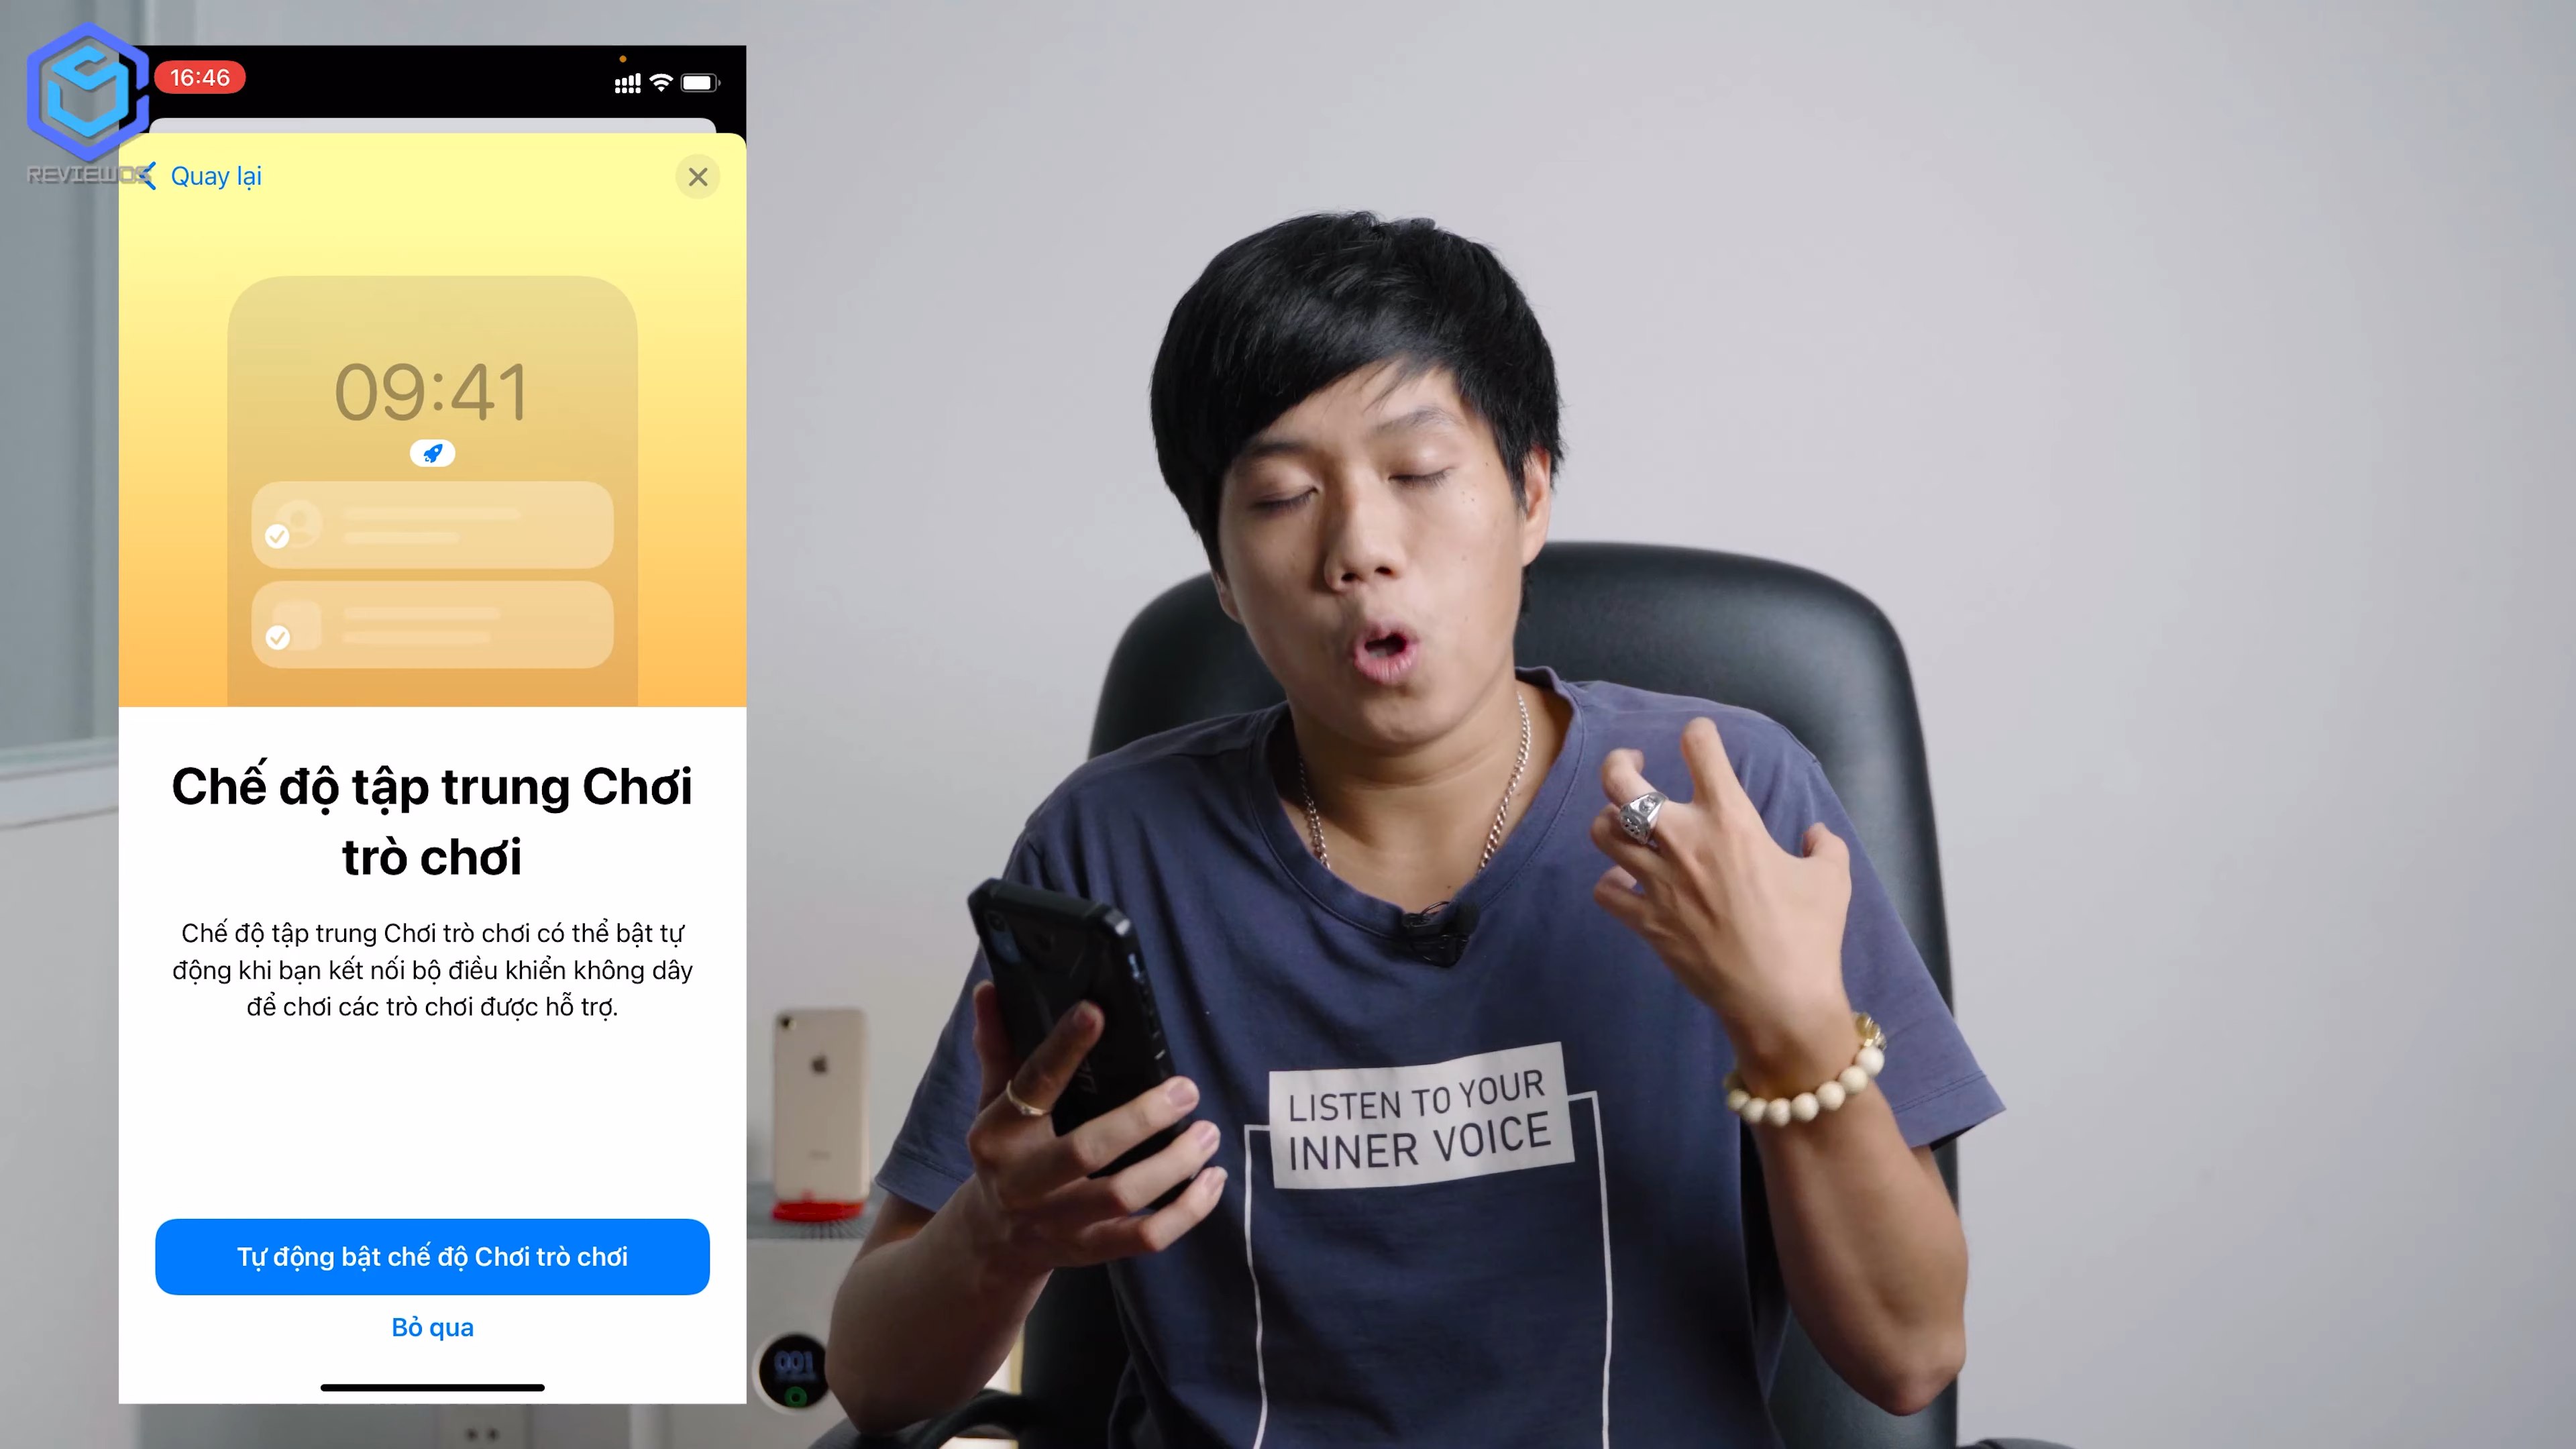 REVIEWOS
16:46
Quay lại
09:41
Chế độ tập trung Chơi
trò chơi
Chế độ tập trung Chơi trò chơi có thể bật tự
động khi bạn kết nối bộ điều khiển không dây
để chơi các trò chơi được hỗ trợ.
Tự động bật chế độ Chơi trò chơi
Bỏ qua
LISTEN TO YOUR
INNER VOICE
001